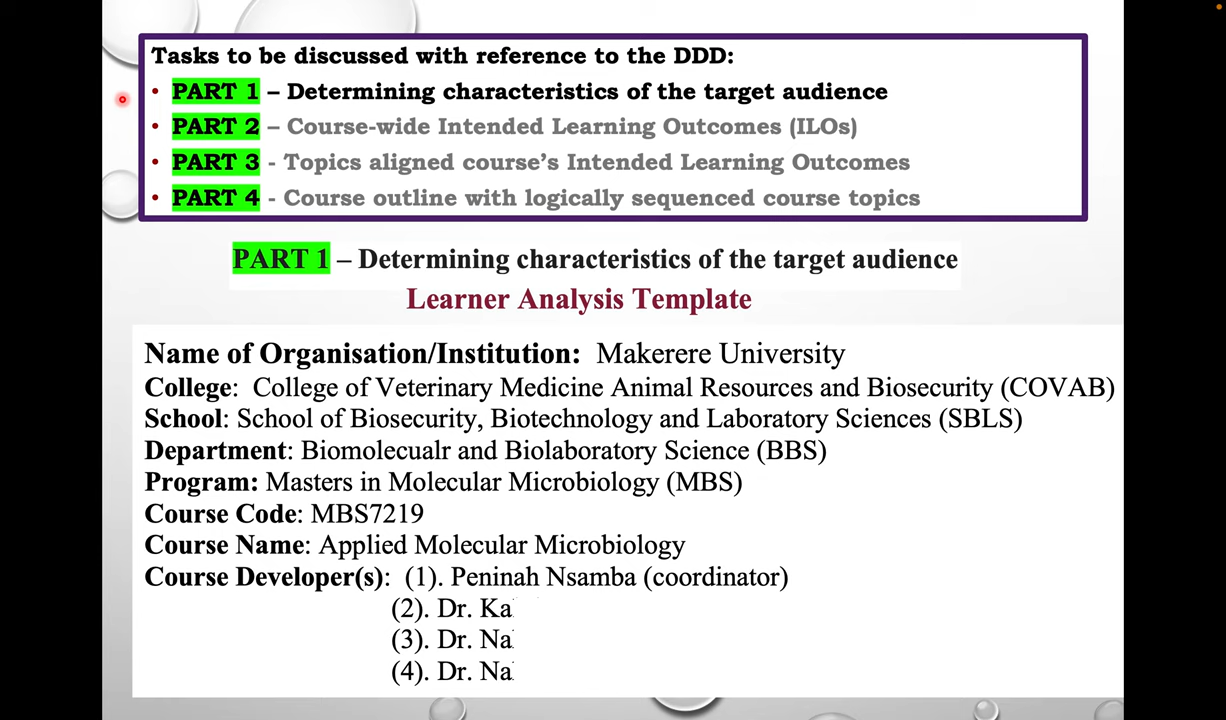 Tasks to be discussed with reference to the DDD:
• PART 1 – Determining characteristics of the target audience
• PART 2 – Course-wide Intended Learning Outcomes (ILOs)
• PART 3 - Topics aligned course’s Intended Learning Outcomes
• PART 4 - Course outline with logically sequenced course topics
PART 1 – Determining characteristics of the target audience
Learner Analysis Template
Name of Organisation/Institution: Makerere University
College: College of Veterinary Medicine Animal Resources and Biosecurity (COVAB)
School: School of Biosecurity, Biotechnology and Laboratory Sciences (SBLS)
Department: Biomolecualr and Biolaboratory Science (BBS)
Program: Masters in Molecular Microbiology (MBS)
Course Code: MBS7219
Course Name: Applied Molecular Microbiology
Course Developer(s): (1). Peninah Nsamba (coordinator)
(2). Dr. Ka
(3). Dr. Na
(4). Dr. Na